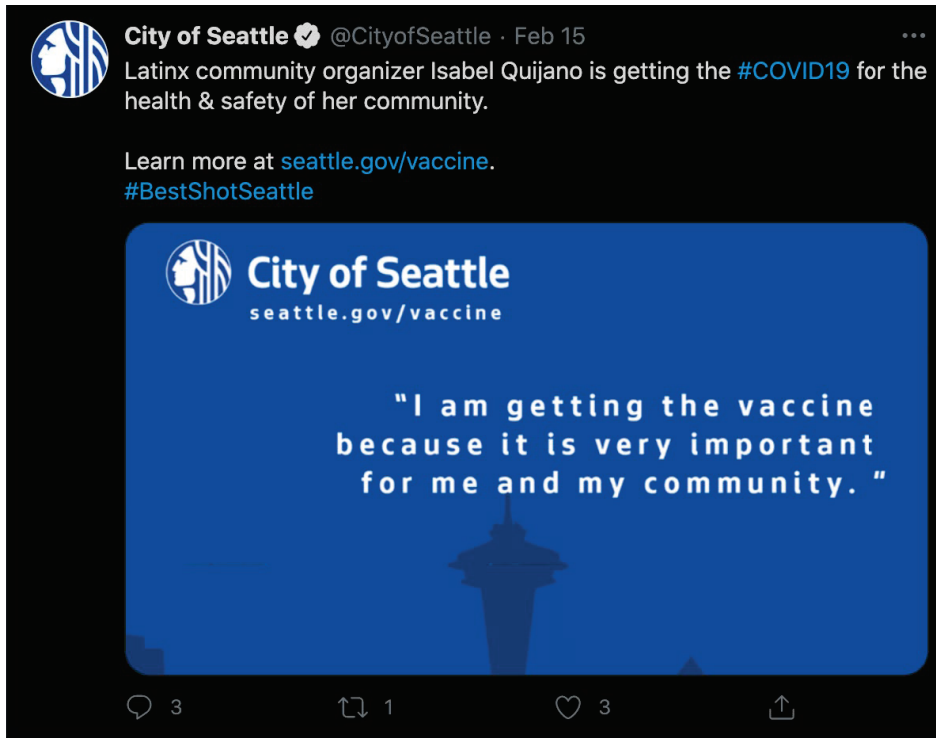 City of Seattle @CityofSeattle · Feb 15
Latinx community organizer Isabel Quijano is getting the #COVID19 for the
health & safety of her community.
Learn more at seattle.gov/vaccine.
#BestShotSeattle
City of Seattle
seattle.gov/vaccine
"I am getting the vaccine
because it is very important
for me and my community. "
3 1 3